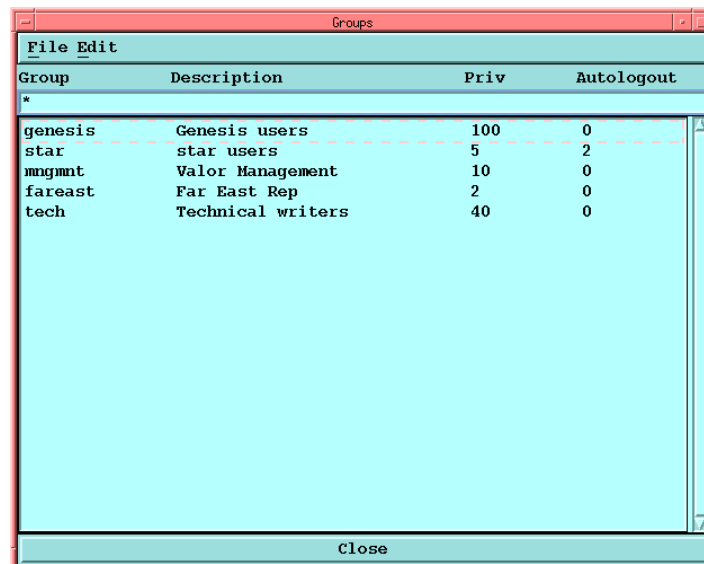 Groups
File Edit
Group Description Priv Autologout
*
genesis Genesis users 100 0
star star users 5 2
mngmnt Valor Management 10 0
fareast Far East Rep 2 0
tech Technical writers 40 0
Close